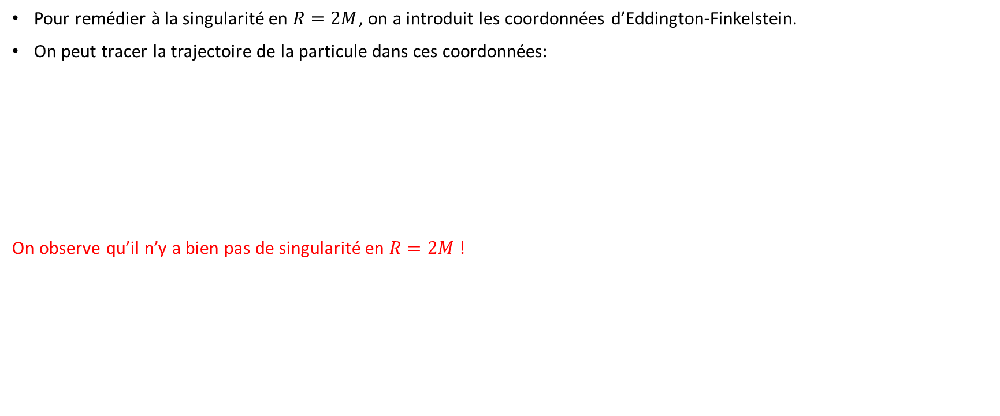 • Pour remédier à la singularité en R = 2M, on a introduit les coordonnées d’Eddington-Finkelstein.
• On peut tracer la trajectoire de la particule dans ces coordonnées:
On observe qu’il n’y a bien pas de singularité en R = 2M !